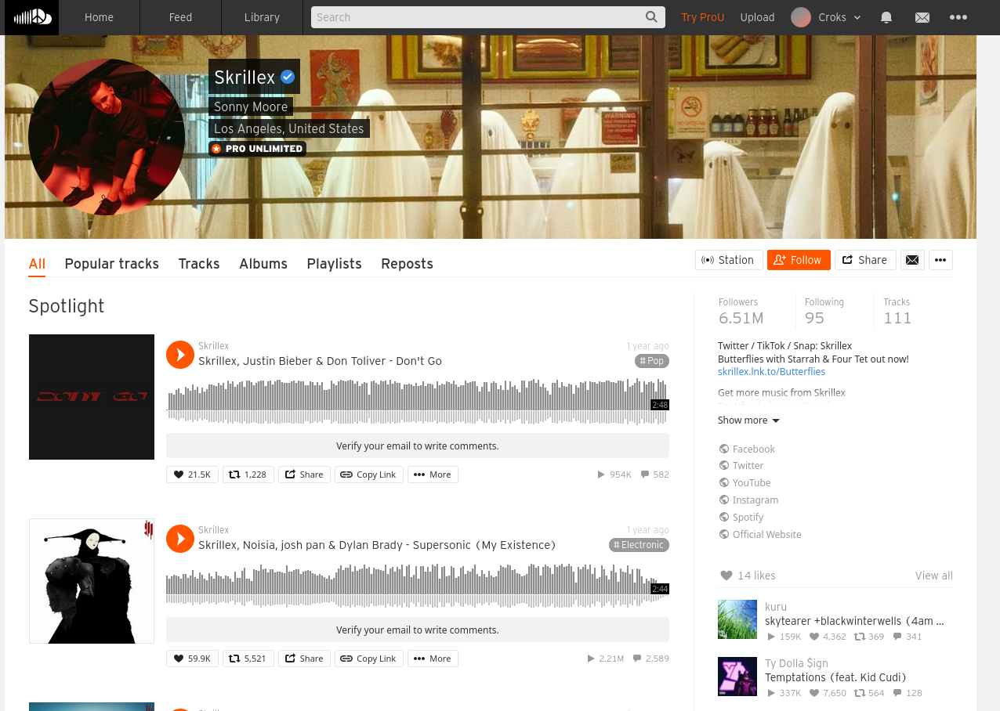 Home
Feed
Library
Search
Try ProU
Upload
Croks
Skrillex
Sonny Moore
Los Angeles, United States
PRO UNLIMITED
WARNING
NO SMOKING
CASH ONLY
All
Popular tracks
Tracks
Albums
Playlists
Reposts
Station
Follow
Share
Spotlight
DON'T GO
Skrillex
1 year ago
Skrillex, Justin Bieber & Don Toliver - Don't Go
# Pop
2:48
Verify your email to write comments.
21.5K
1,228
Share
Copy Link
More
954K
582
Skrillex
1 year ago
Skrillex, Noisia, josh pan & Dylan Brady - Supersonic (My Existence)
# Electronic
2:44
Verify your email to write comments.
59.9K
5,521
Share
Copy Link
More
2.21M
2,589
Followers
6.51M
Following
95
Tracks
111
Twitter / TikTok / Snap: Skrillex
Butterflies with Starrah & Four Tet out now!
skrillex.lnk.to/Butterflies
Get more music from Skrillex
Show more
Facebook
Twitter
YouTube
Instagram
Spotify
Official Website
14 likes
View all
kuru
skytearer +blackwinterwells (4am ...
159K
4,362
369
341
Ty Dolla $ign
Temptations (feat. Kid Cudi)
337K
7,650
564
128